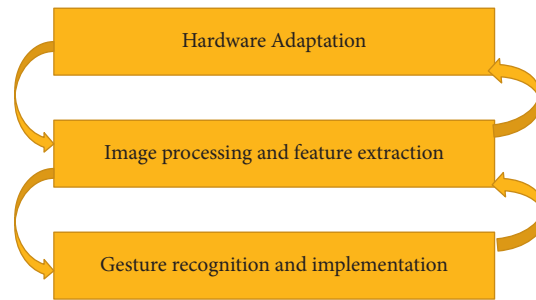 Hardware Adaptation
Image processing and feature extraction
Gesture recognition and implementation